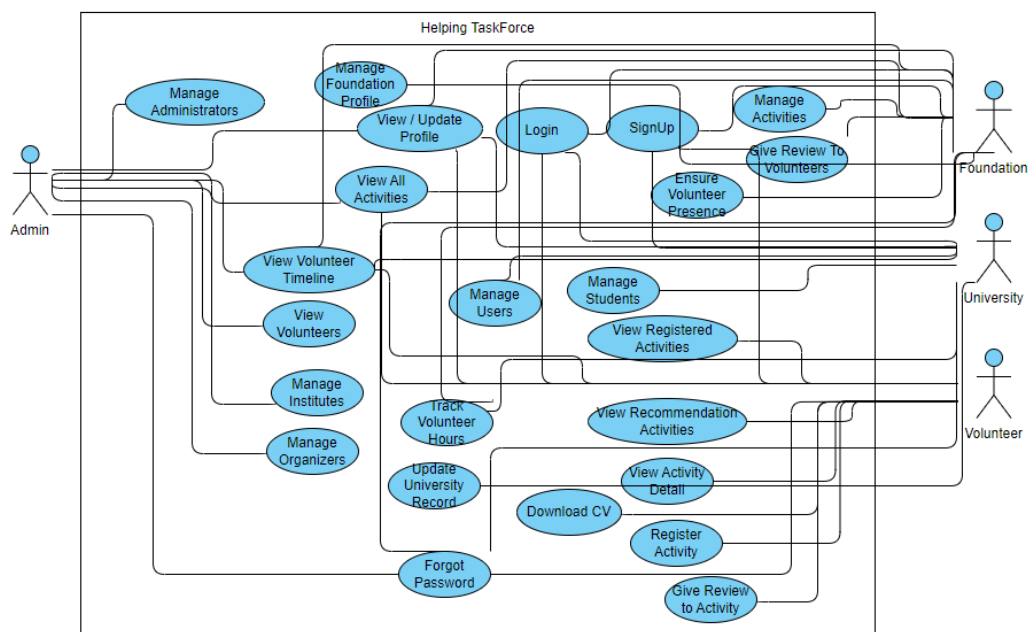 Helping TaskForce
Manage
Administrators
Manage
Foundation
Profile
View / Update
Profile
Login
SignUp
Manage
Activities
Give Review To
Volunteers
Foundation
View All
Activities
Ensure
Volunteer
Presence
Admin
View Volunteer
Timeline
Manage
Users
Manage
Students
University
View
Volunteers
View Registered
Activities
Manage
Institutes
Track
Volunteer
Hours
View Recommendation
Activities
Volunteer
Manage
Organizers
Update
University
Record
View Activity
Detail
Download CV
Register
Activity
Forgot
Password
Give Review
to Activity